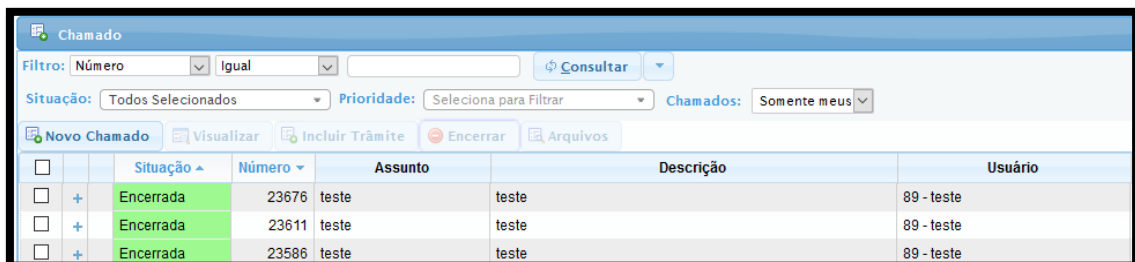 Chamado
Filtro: Número Igual Consultar
Situação: Todos Selecionados Prioridade: Seleciona para Filtrar Chamados: Somente meus
Novo Chamado Visualizar Incluir Trâmite Encerrar Arquivos
Situação Número Assunto Descrição Usuário
Encerrada 23676 teste teste 89 - teste
Encerrada 23611 teste teste 89 - teste
Encerrada 23586 teste teste 89 - teste